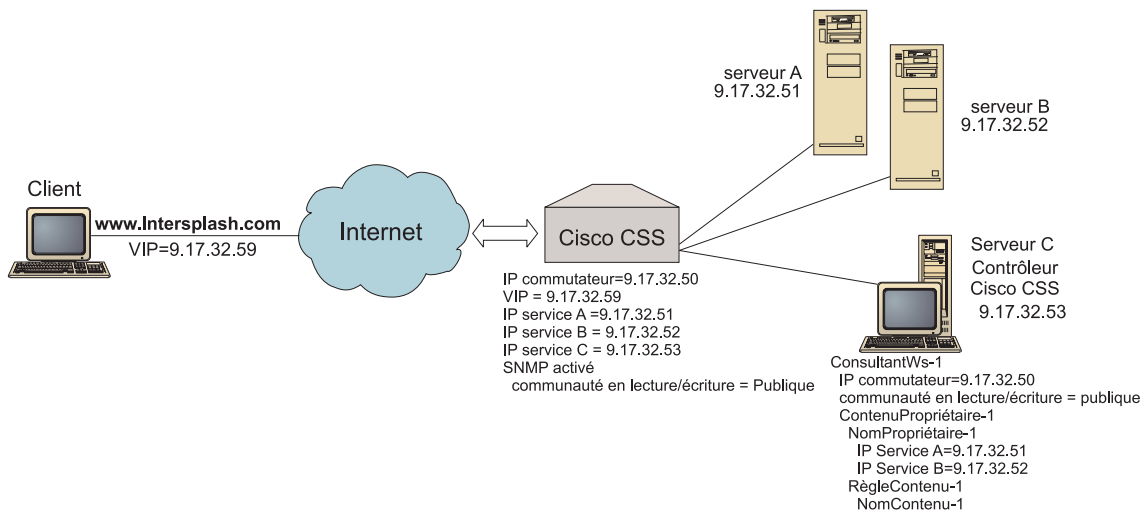 serveur A
9.17.32.51
serveur B
9.17.32.52
Client
www.Intersplash.com
VIP=9.17.32.59
Internet
Cisco CSS
IP commutateur=9.17.32.50
VIP = 9.17.32.59
IP service A =9.17.32.51
IP service B = 9.17.32.52
IP service C = 9.17.32.53
SNMP activé
communauté en lecture/écriture = Publique
Serveur C
Contrôleur
Cisco CSS
9.17.32.53
ConsultantWs-1
IP commutateur=9.17.32.50
communauté en lecture/écriture = publique
ContenuPropriétaire-1
NomPropriétaire-1
IP Service A=9.17.32.51
IP Service B=9.17.32.52
RègleContenu-1
NomContenu-1